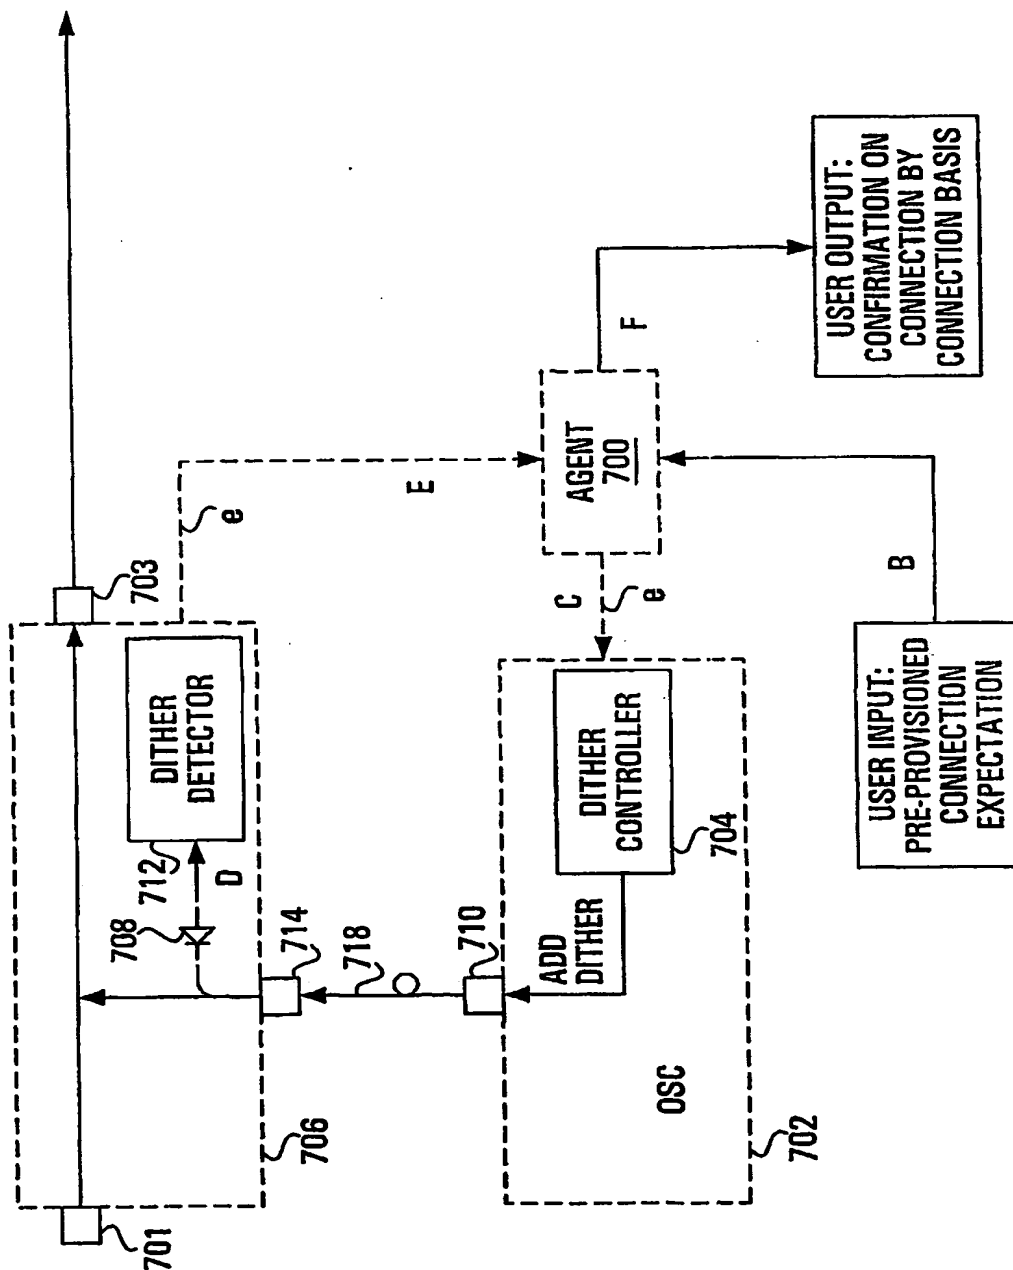 701
703
706
e
DITHER
DETECTOR
712
708
D
714
718
710
E
AGENT
700
F
C
e
B
ADD
DITHER
DITHER
CONTROLLER
704
OSC
702
USER INPUT:
PRE-PROVISIONED
CONNECTION
EXPECTATION
USER OUTPUT:
CONFIRMATION ON
CONNECTION BY
CONNECTION BASIS